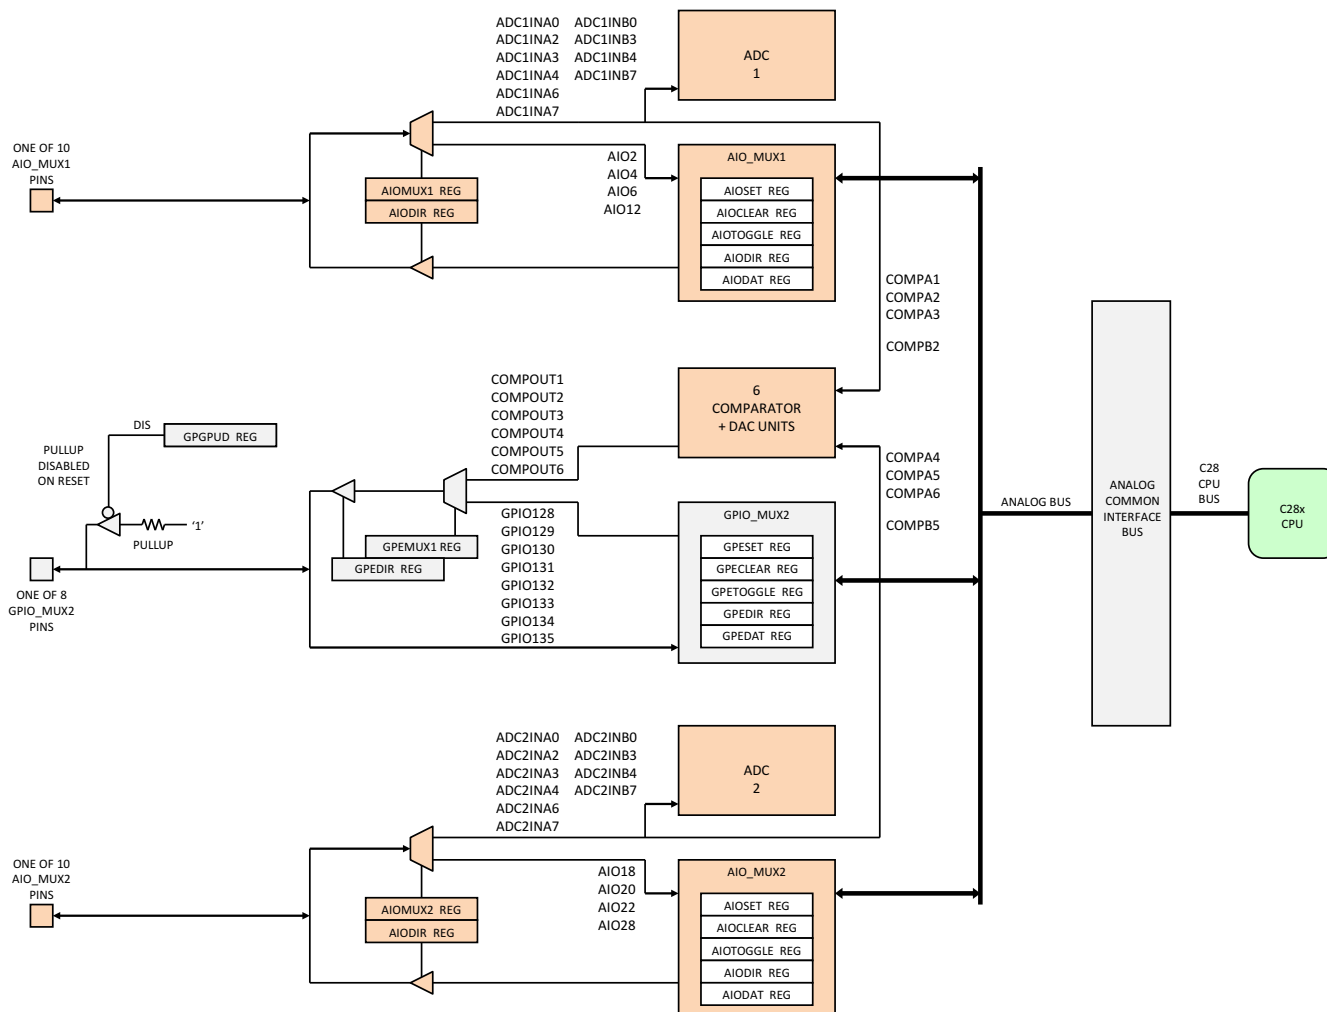 ADC1INA0 ADC1INB0
ADC1INA2 ADC1INB3
ADC1INA3 ADC1INB4
ADC1INA4 ADC1INB7
ADC1INA6
ADC1INA7
ADC
1
ONE OF 10
AIO_MUX1
PINS
AIOMUX1 REG
AIODIR REG
AIO2
AIO4
AIO6
AIO12
AIO_MUX1
AIOSET REG
AIOCLEAR REG
AIOTOGGLE REG
AIODIR REG
AIODAT REG
COMPA1
COMPA2
COMPA3
COMPB2
COMPOUT1
COMPOUT2
COMPOUT3
COMPOUT4
COMPOUT5
COMPOUT6
6
COMPARATOR
+ DAC UNITS
DIS
GPGPUD REG
PULLUP
DISABLED
ON RESET
'1'
PULLUP
ONE OF 8
GPIO_MUX2
PINS
GPEMUX1 REG
GPEDIR REG
GPIO128
GPIO129
GPIO130
GPIO131
GPIO132
GPIO133
GPIO134
GPIO135
GPIO_MUX2
GPESET REG
GPECLEAR REG
GPETOGGLE REG
GPEDIR REG
GPEDAT REG
COMPA4
COMPA5
COMPA6
COMPB5
ANALOG BUS
ANALOG
COMMON
INTERFACE
BUS
C28
CPU
BUS
C28x
CPU
ADC2INA0 ADC2INB0
ADC2INA2 ADC2INB3
ADC2INA3 ADC2INB4
ADC2INA4 ADC2INB7
ADC2INA6
ADC2INA7
ADC
2
ONE OF 10
AIO_MUX2
PINS
AIOMUX2 REG
AIODIR REG
AIO18
AIO20
AIO22
AIO28
AIO_MUX2
AIOSET REG
AIOCLEAR REG
AIOTOGGLE REG
AIODIR REG
AIODAT REG